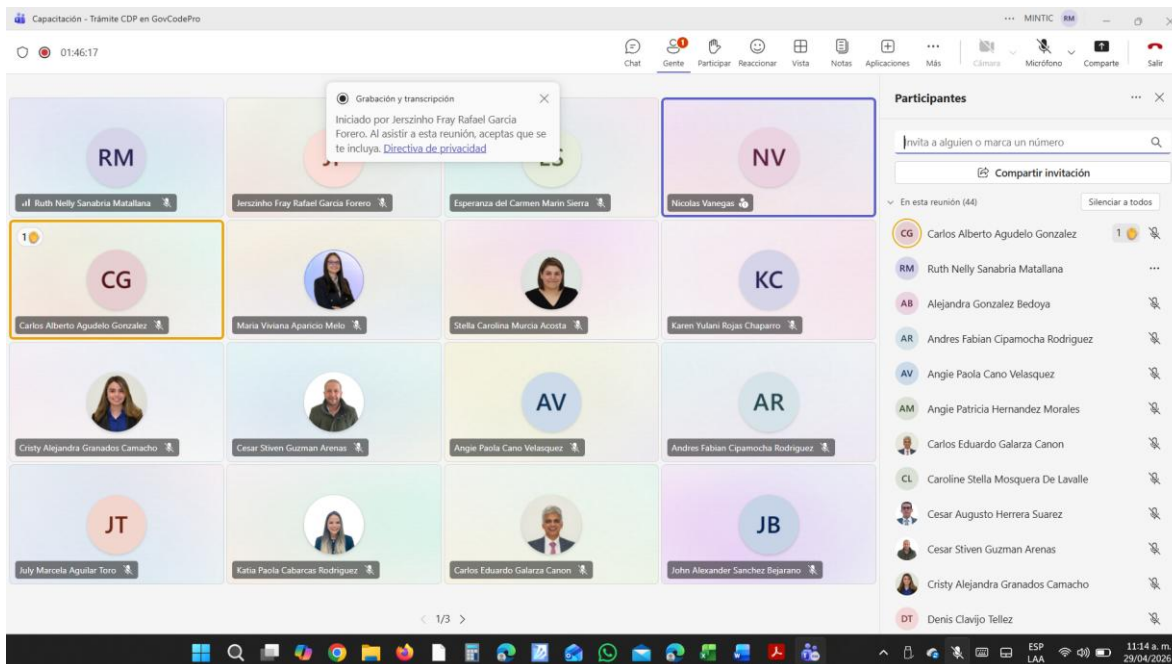 Capacitación - Trámite CDP en GovCodePro
MINTIC RM
01:46:17
Chat
Gente 1
Participar
Reaccionar
Vista
Notas
Aplicaciones
Más
Cámara
Micrófono
Comparte
Salir
Grabación y transcripción
Iniciado por Jerszinho Fray Rafael Garcia
Forero. Al asistir a esta reunión, aceptas que se
te incluya. Directiva de privacidad
RM
NV
Ruth Nelly Sanabria Matallana
Jerszinho Fray Rafael Garcia Forero
Esperanza del Carmen Marin Sierra
Nicolas Vanegas
1
CG
KC
Carlos Alberto Agudelo Gonzalez
Maria Viviana Aparicio Melo
Stella Carolina Murcia Acosta
Karen Yulani Rojas Chaparro
AV
AR
Cristy Alejandra Granados Camacho
Cesar Stiven Guzman Arenas
Angie Paola Cano Velasquez
Andres Fabian Cipamocha Rodriguez
JT
JB
July Marcela Aguilar Toro
Katia Paola Cabarcas Rodriguez
Carlos Eduardo Galarza Canon
John Alexander Sanchez Bejarano
1/3
Participantes
Invita a alguien o marca un número
Compartir invitación
En esta reunión (44)
Silenciar a todos
CG Carlos Alberto Agudelo Gonzalez 1
RM Ruth Nelly Sanabria Matallana
AB Alejandra Gonzalez Bedoya
AR Andres Fabian Cipamocha Rodriguez
AV Angie Paola Cano Velasquez
AM Angie Patricia Hernandez Morales
Carlos Eduardo Galarza Canon
CL Caroline Stella Mosquera De Lavalle
Cesar Augusto Herrera Suarez
Cesar Stiven Guzman Arenas
Cristy Alejandra Granados Camacho
DT Denis Clavijo Tellez
ESP
LAA
11:14 a. m.